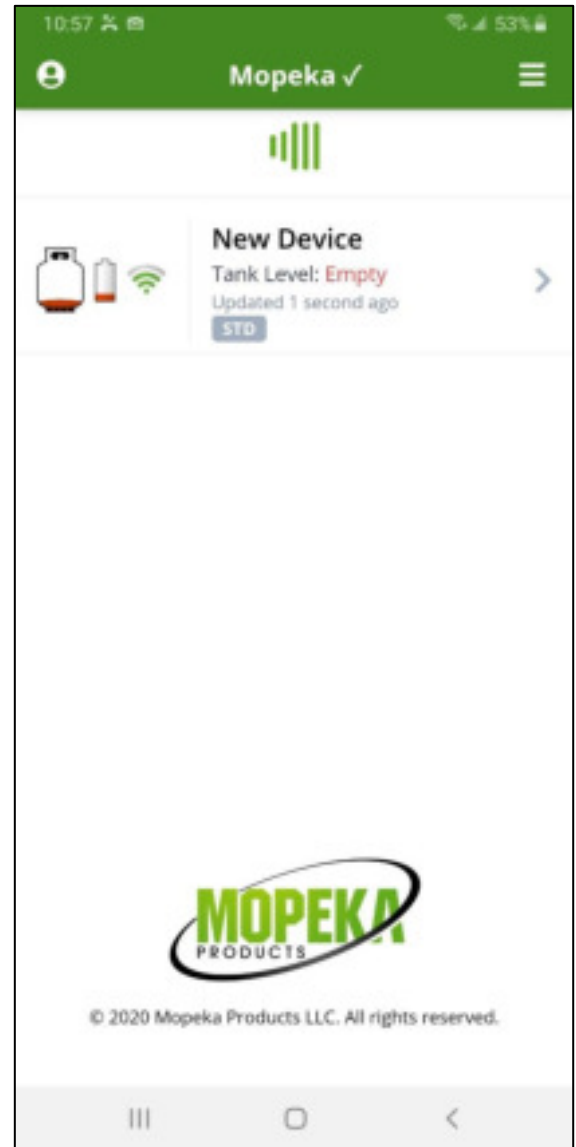 10:57
53%
Mopeka ✓
New Device
Tank Level: Empty
Updated 1 second ago
STD
MOPEKA
PRODUCTS
© 2020 Mopeka Products LLC. All rights reserved.